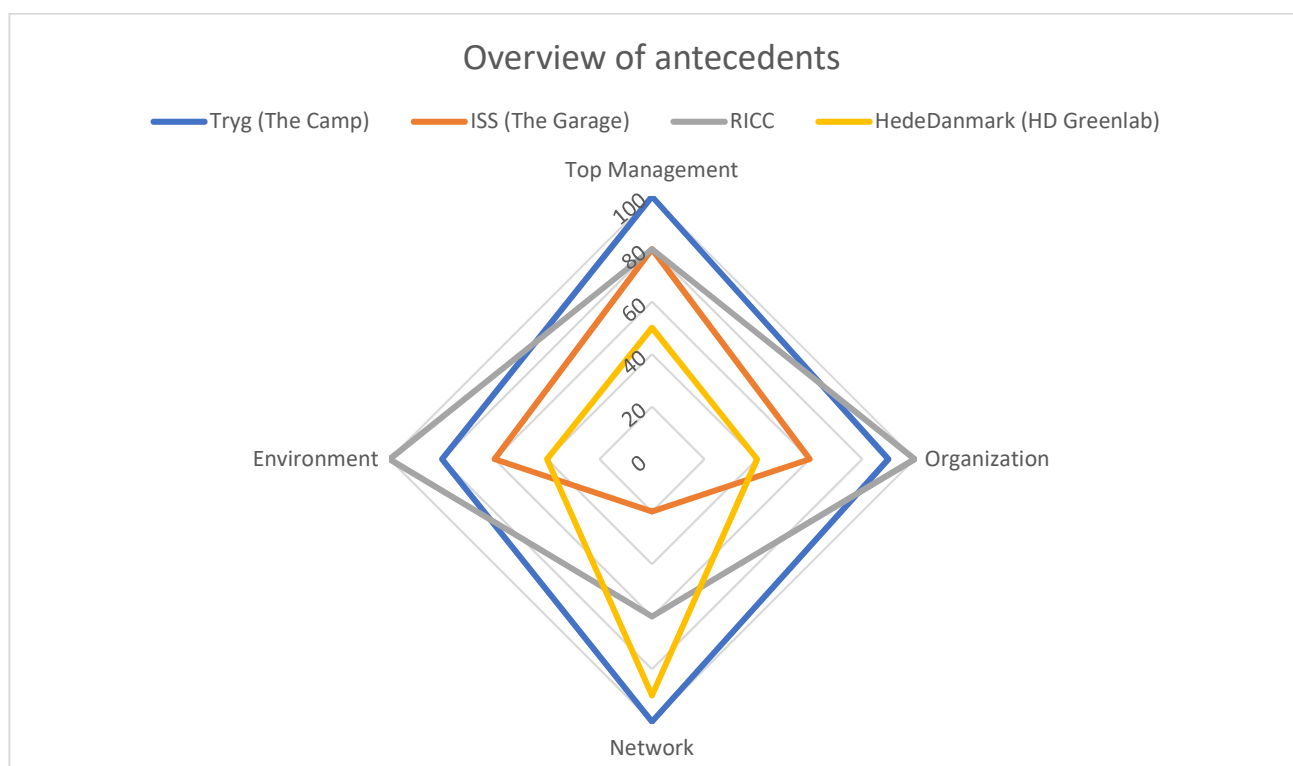 Overview of antecedents
Tryg (The Camp) ISS (The Garage) RICC HedeDanmark (HD Greenlab)
Top Management
100
80
60
40
20
0
Environment
Organization
Network